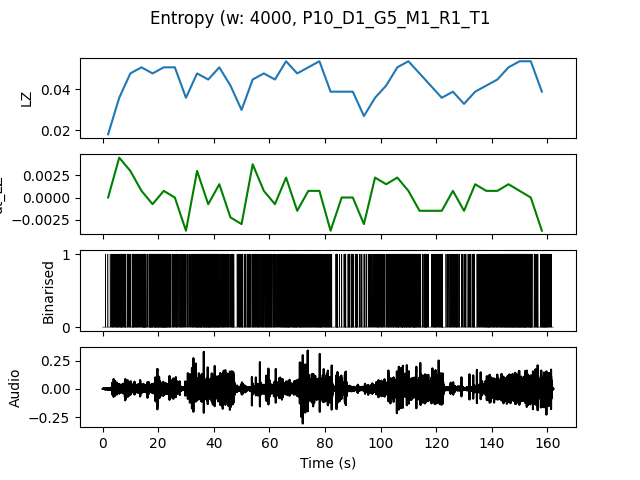 Entropy (w: 4000, P10_D1_G5_M1_R1_T1
LZ
0.04
0.02
0.0025
0.0000
−0.0025
Binarised
1
0
Audio
0.25
0.00
−0.25
0 20 40 60 80 100 120 140 160
Time (s)